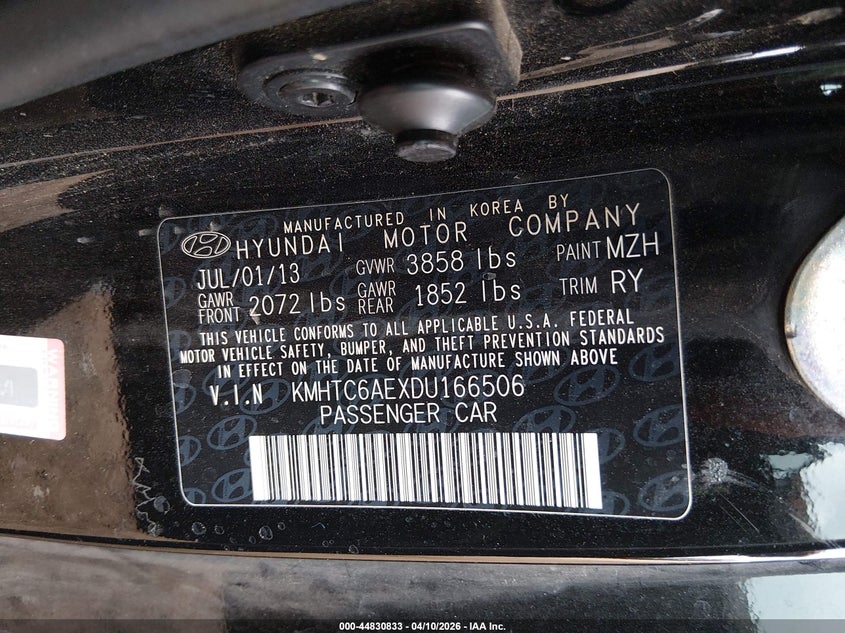 MANUFACTURED IN KOREA BY
HYUNDAI MOTOR COMPANY
JUL/01/13 GVWR 3858 lbs PAINT MZH
GAWR FRONT 2072 lbs GAWR REAR 1852 lbs TRIM RY
THIS VEHICLE CONFORMS TO ALL APPLICABLE U.S.A. FEDERAL
MOTOR VEHICLE SAFETY, BUMPER, AND THEFT PREVENTION STANDARDS
IN EFFECT ON THE DATE OF MANUFACTURE SHOWN ABOVE
V.I.N KMHTC6AEXDU166506
PASSENGER CAR
000-44830833 - 04/10/2026 - IAA Inc.